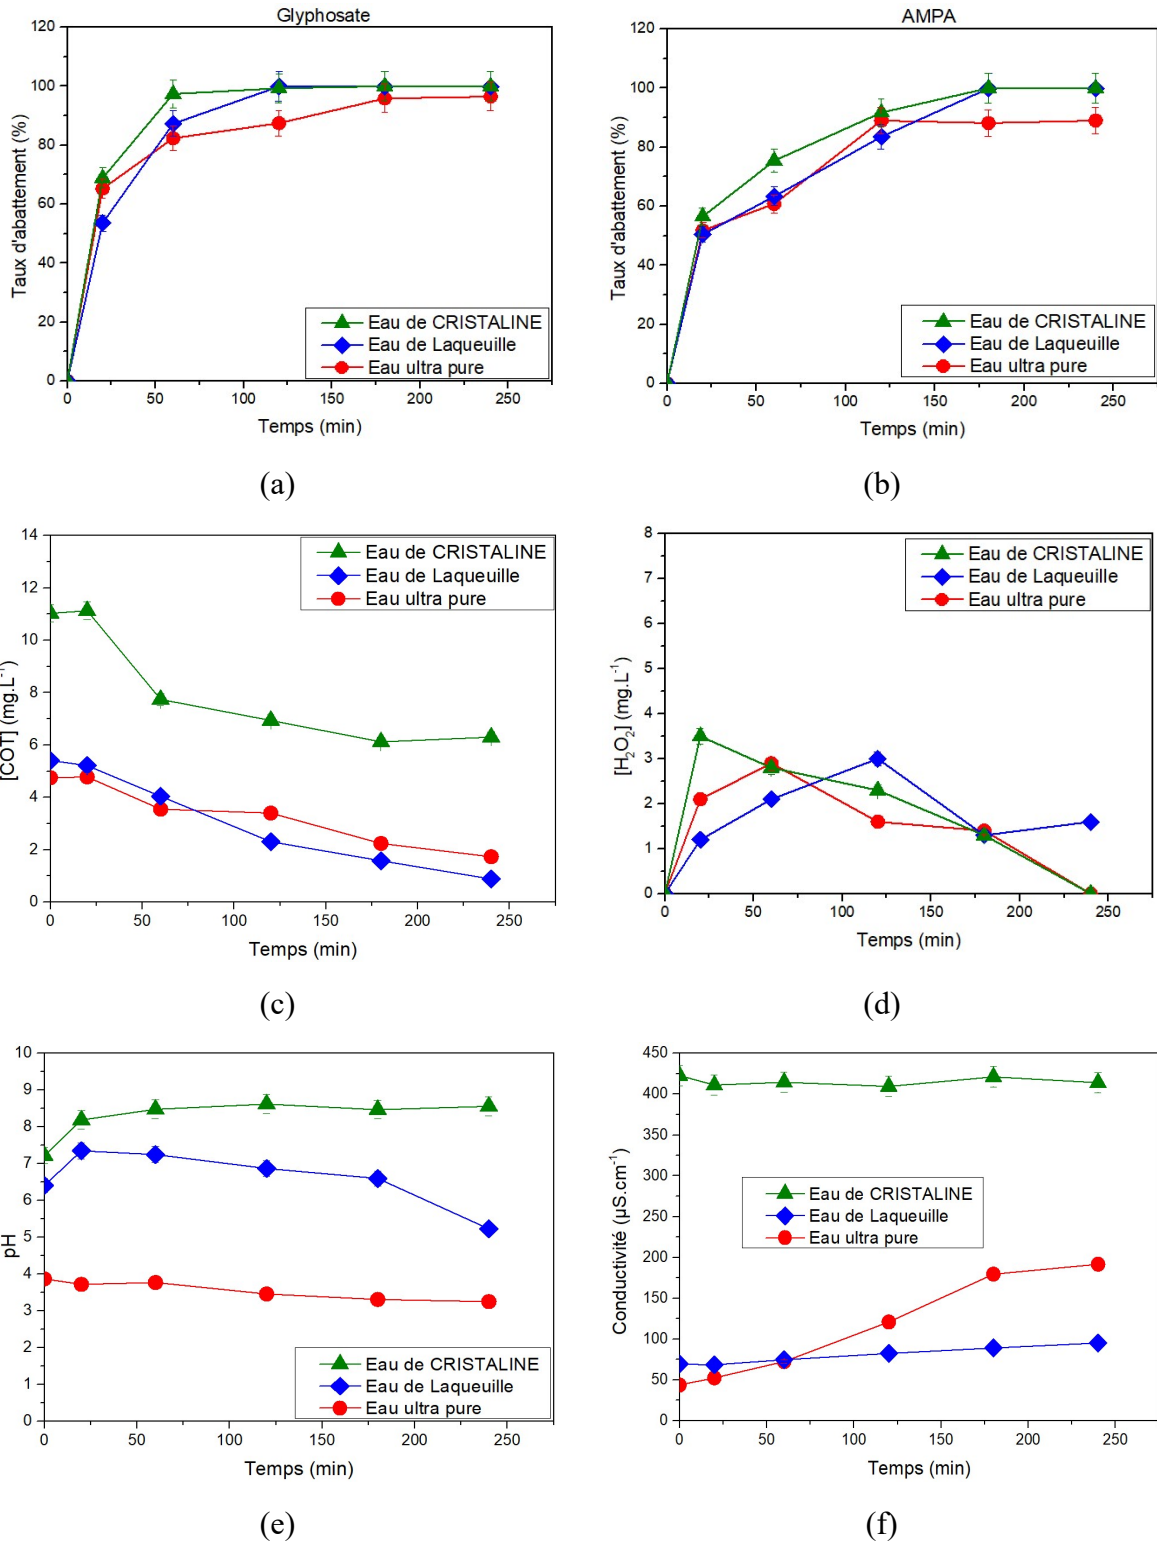 Glyphosate
120
100
80
60
40
20
0
Taux d'abattement (%)
Eau de CRISTALINE
Eau de Laqueuille
Eau ultra pure
0 50 100 150 200 250
Temps (min)
(a)
AMPA
120
100
80
60
40
20
0
Taux d'abattement (%)
Eau de CRISTALINE
Eau de Laqueuille
Eau ultra pure
0 50 100 150 200 250
Temps (min)
(b)
14
12
10
8
6
4
2
0
[COT] (mg.L⁻¹)
Eau de CRISTALINE
Eau de Laqueuille
Eau ultra pure
0 50 100 150 200 250
Temps (min)
(c)
8
7
6
5
4
3
2
1
0
[H₂O₂] (mg.L⁻¹)
Eau de CRISTALINE
Eau de Laqueuille
Eau ultra pure
0 50 100 150 200 250
Temps (min)
(d)
10
9
8
7
6
5
4
3
2
1
0
pH
Eau de CRISTALINE
Eau de Laqueuille
Eau ultra pure
0 50 100 150 200 250
Temps (min)
(e)
450
400
350
300
250
200
150
100
50
0
Conductivité (µS.cm⁻¹)
Eau de CRISTALINE
Eau de Laqueuille
Eau ultra pure
0 50 100 150 200 250
Temps (min)
(f)